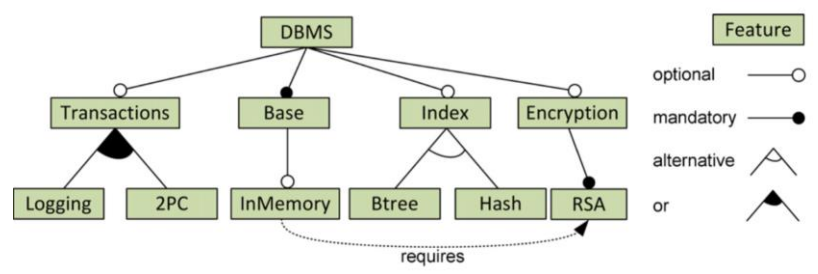 DBMS
Feature
optional
Transactions
Base
Index
Encryption
mandatory
alternative
Logging
2PC
InMemory
Btree
Hash
RSA
or
requires